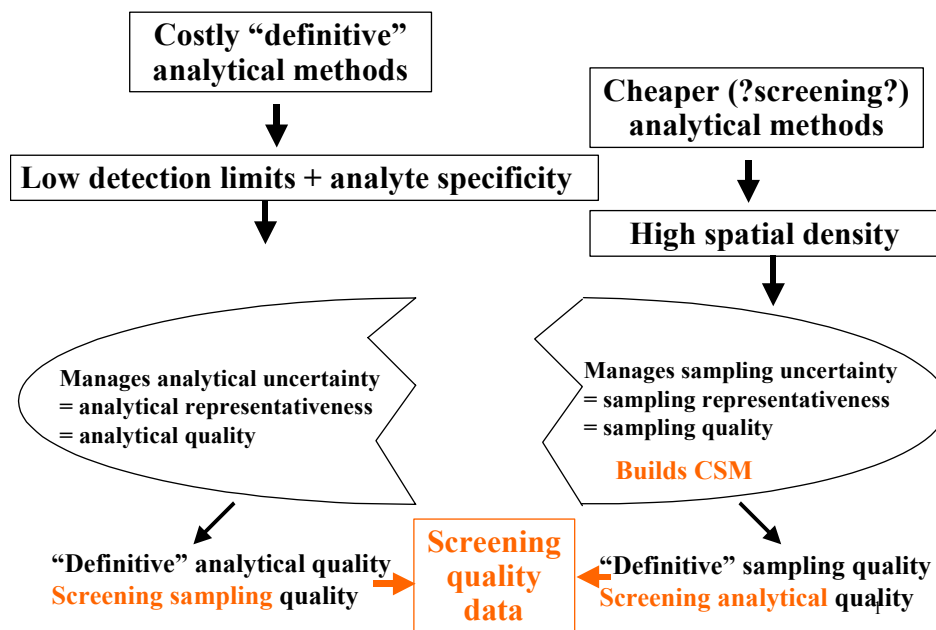 Costly “definitive”
analytical methods
Low detection limits + analyte specificity
Manages analytical uncertainty
= analytical representativeness
= analytical quality
“Definitive” analytical quality
Screening sampling quality
Cheaper (?screening?)
analytical methods
High spatial density
Manages sampling uncertainty
= sampling representativeness
= sampling quality
Builds CSM
“Definitive” sampling quality
Screening analytical quality
1
Screening
quality
data